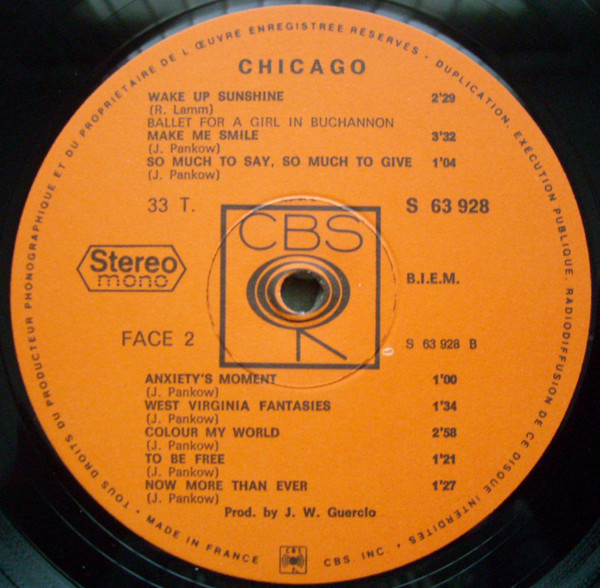 TOUS DROITS DU PRODUCTEUR PHONOGRAPHIQUE ET DU PROPRIETAIRE DE L'ŒUVRE ENREGISTREE RESERVES • DUPLICATION, EXECUTION PUBLIQUE, RADIODIFFUSION DE CE DISQUE INTERDITES •
CHICAGO
WAKE UP SUNSHINE 2'29
(R. Lamm)
BALLET FOR A GIRL IN BUCHANNON
MAKE ME SMILE 3'32
(J. Pankow)
SO MUCH TO SAY, SO MUCH TO GIVE 1'04
(J. Pankow)
33 T. S 63 928
CBS
Stereo
mono
B.I.E.M.
FACE 2 S 63 928 B
ANXIETY'S MOMENT 1'00
(J. Pankow)
WEST VIRGINIA FANTASIES 1'34
(J. Pankow)
COLOUR MY WORLD 2'58
(J. Pankow)
TO BE FREE 1'21
(J. Pankow)
NOW MORE THAN EVER 1'27
(J. Pankow)
Prod. by J. W. Guercio
• MADE IN FRANCE CBS CBS. INC. •